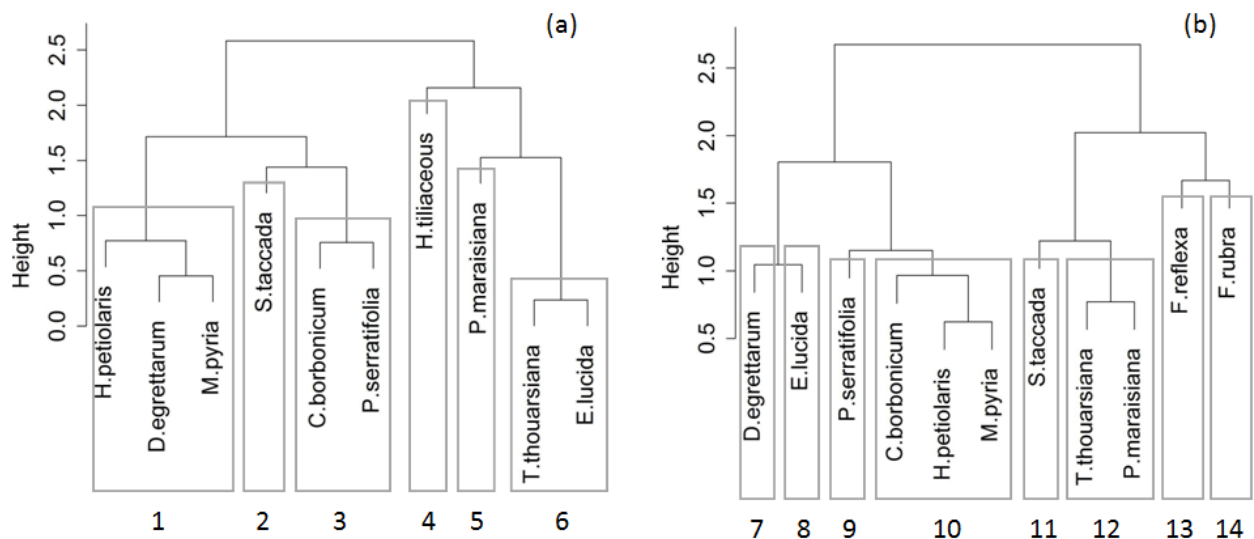 (a)
Height
0.0
0.5
1.0
1.5
2.0
2.5
H.petiolaris
D.egrettarum
M.pyria
S.taccada
C.borbonicum
P.serratifolia
H.tiliaceous
P.maraisiana
T.thouarsiana
E.lucida
1
2
3
4
5
6
(b)
Height
0.5
1.0
1.5
2.0
2.5
D.egrettarum
E.lucida
P.serratifolia
C.borbonicum
H.petiolaris
M.pyria
S.taccada
T.thouarsiana
P.maraisiana
F.reflexa
F.rubra
7
8
9
10
11
12
13
14